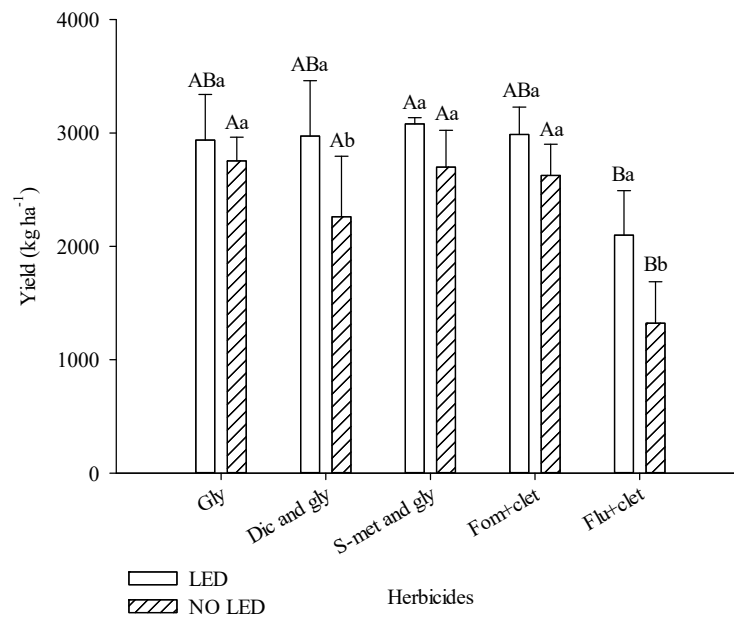 4000
3000
2000
1000
0
Yield (kg ha⁻¹)
ABa
Aa
ABa
Ab
Aa
Aa
ABa
Aa
Ba
Bb
Gly
Dic and gly
S-met and gly
Fom+clet
Flu+clet
LED
NO LED
Herbicides